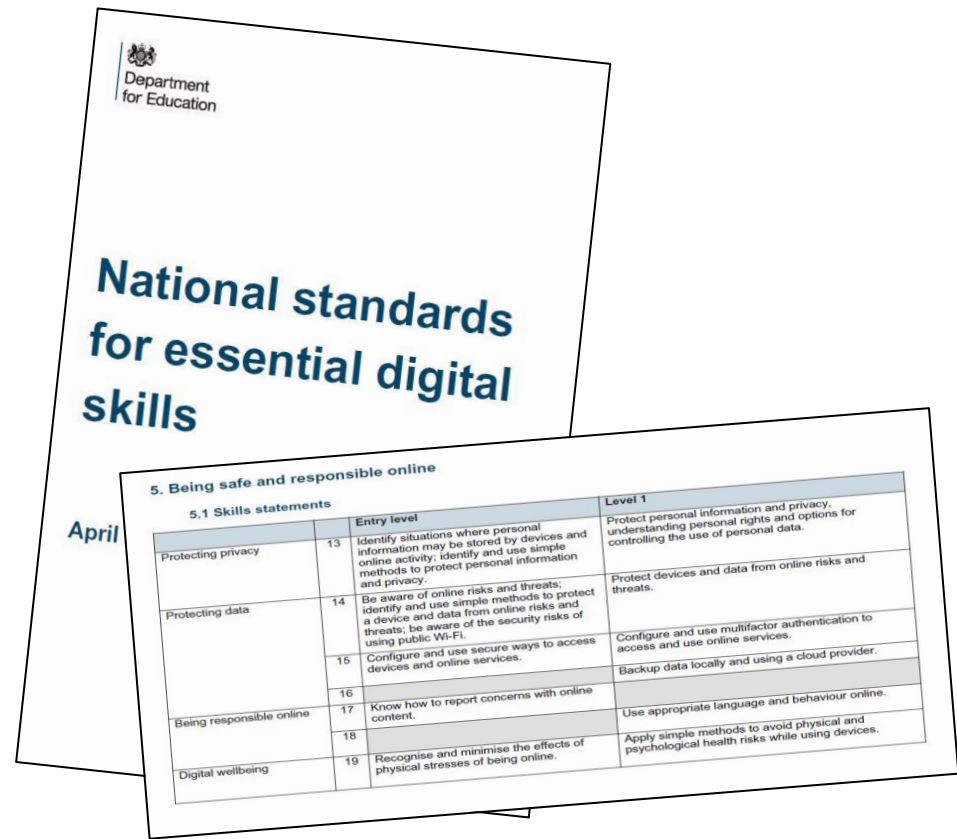 Department
for Education
National standards
for essential digital
skills
April
5. Being safe and responsible online
5.1 Skills statements
Entry level
Level 1
Protecting privacy
13
Identify situations where personal
information may be stored by devices and
online activity; identify and use simple
methods to protect personal information
and privacy.
Protect personal information and privacy,
understanding personal rights and options for
controlling the use of personal data.
Protecting data
14
Be aware of online risks and threats;
identify and use simple methods to protect
a device and data from online risks and
threats; be aware of the security risks of
using public Wi-Fi.
Protect devices and data from online risks and
threats.
15
Configure and use secure ways to access
devices and online services.
Configure and use multifactor authentication to
access and use online services.
16
Backup data locally and using a cloud provider.
Being responsible online
17
Know how to report concerns with online
content.
18
Use appropriate language and behaviour online.
Digital wellbeing
19
Recognise and minimise the effects of
physical stresses of being online.
Apply simple methods to avoid physical and
psychological health risks while using devices.